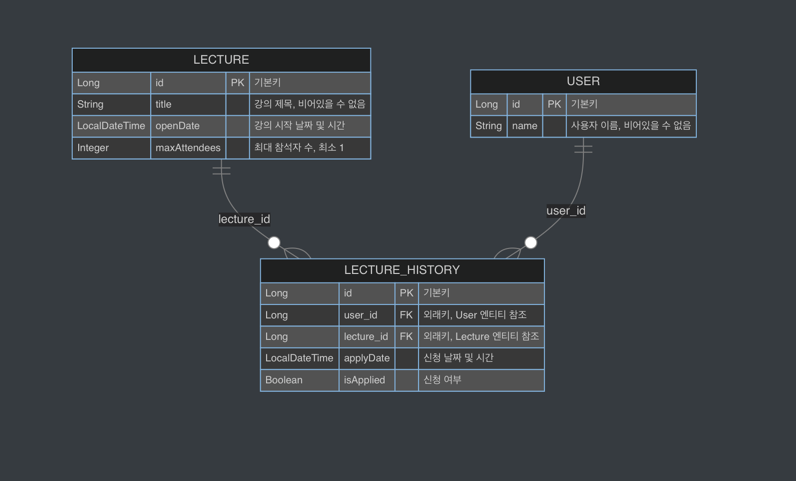 LECTURE
Long id PK 기본키
String title 강의 제목, 비어있을 수 없음
LocalDateTime openDate 강의 시작 날짜 및 시간
Integer maxAttendees 최대 참석자 수, 최소 1
USER
Long id PK 기본키
String name 사용자 이름, 비어있을 수 없음
lecture_id
user_id
LECTURE_HISTORY
Long id PK 기본키
Long user_id FK 외래키, User 엔티티 참조
Long lecture_id FK 외래키, Lecture 엔티티 참조
LocalDateTime applyDate 신청 날짜 및 시간
Boolean isApplied 신청 여부